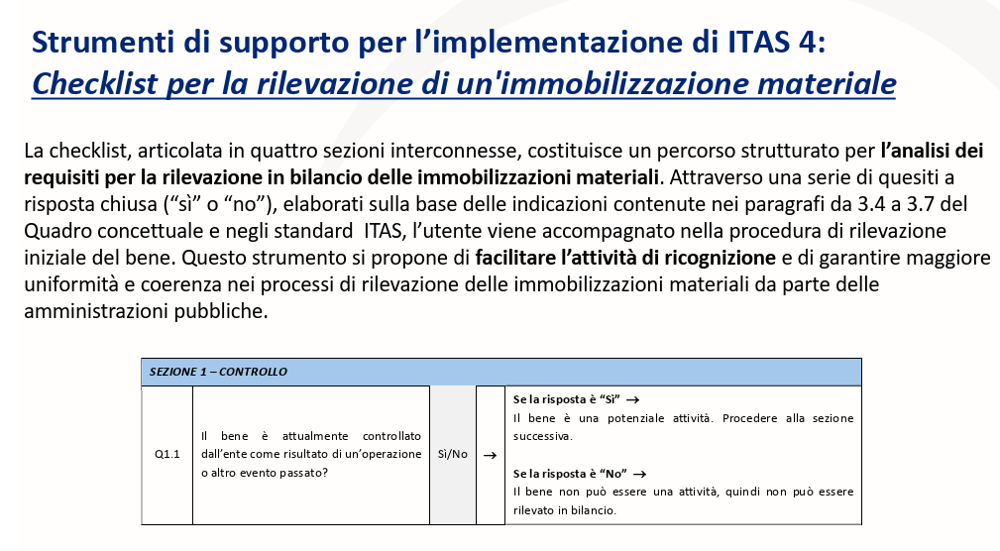 Strumenti di supporto per l’implementazione di ITAS 4:
Checklist per la rilevazione di un'immobilizzazione materiale
La checklist, articolata in quattro sezioni interconnesse, costituisce un percorso strutturato per l’analisi dei
requisiti per la rilevazione in bilancio delle immobilizzazioni materiali. Attraverso una serie di quesiti a
risposta chiusa (“sì” o “no”), elaborati sulla base delle indicazioni contenute nei paragrafi da 3.4 a 3.7 del
Quadro concettuale e negli standard ITAS, l’utente viene accompagnato nella procedura di rilevazione
iniziale del bene. Questo strumento si propone di facilitare l’attività di ricognizione e di garantire maggiore
uniformità e coerenza nei processi di rilevazione delle immobilizzazioni materiali da parte delle
amministrazioni pubbliche.
SEZIONE 1 – CONTROLLO
Q1.1
Il bene è attualmente controllato
dall’ente come risultato di un’operazione
o altro evento passato?
Sì/No
→
Se la risposta è “Sì” →
Il bene è una potenziale attività. Procedere alla sezione
successiva.
Se la risposta è “No” →
Il bene non può essere una attività, quindi non può essere
rilevato in bilancio.